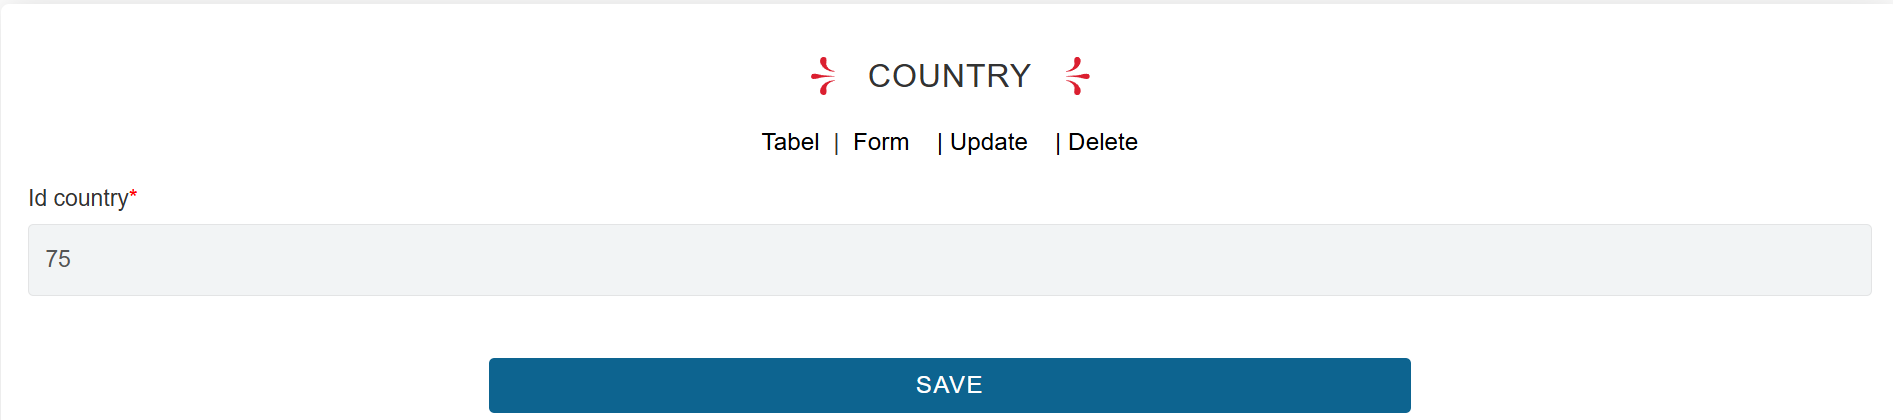 COUNTRY
Tabel | Form | Update | Delete
Id country*
75
SAVE